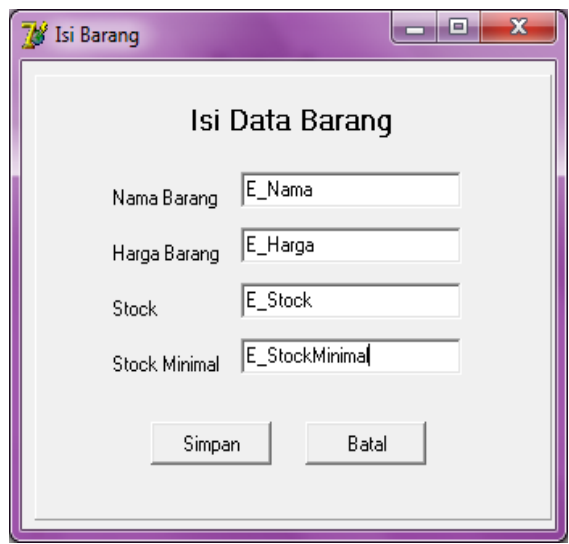 Isi Barang
Isi Data Barang
Nama Barang E_Nama
Harga Barang E_Harga
Stock E_Stock
Stock Minimal E_StockMinimal
Simpan Batal